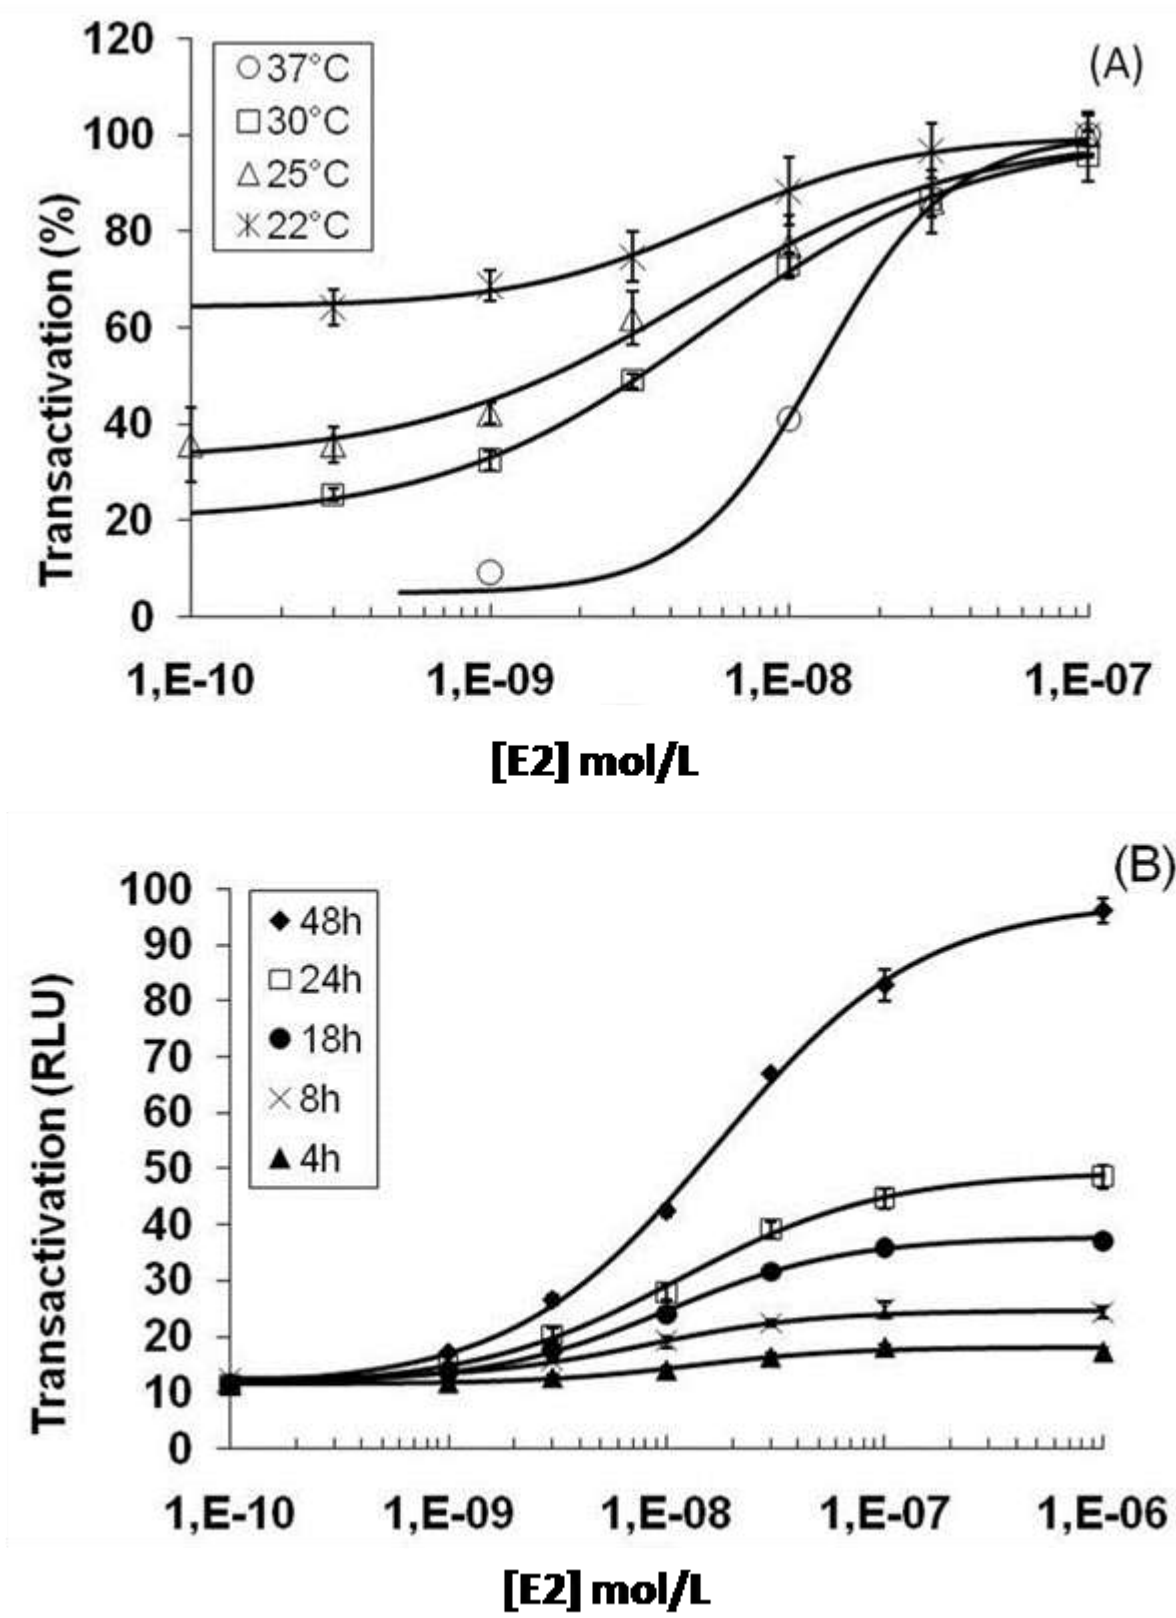 (A)
120
100
80
60
40
20
0
Transactivation (%)
37°C
30°C
25°C
22°C
1,E-10 1,E-09 1,E-08 1,E-07
[E2] mol/L
(B)
100
90
80
70
60
50
40
30
20
10
0
Transactivation (RLU)
48h
24h
18h
8h
4h
1,E-10 1,E-09 1,E-08 1,E-07 1,E-06
[E2] mol/L